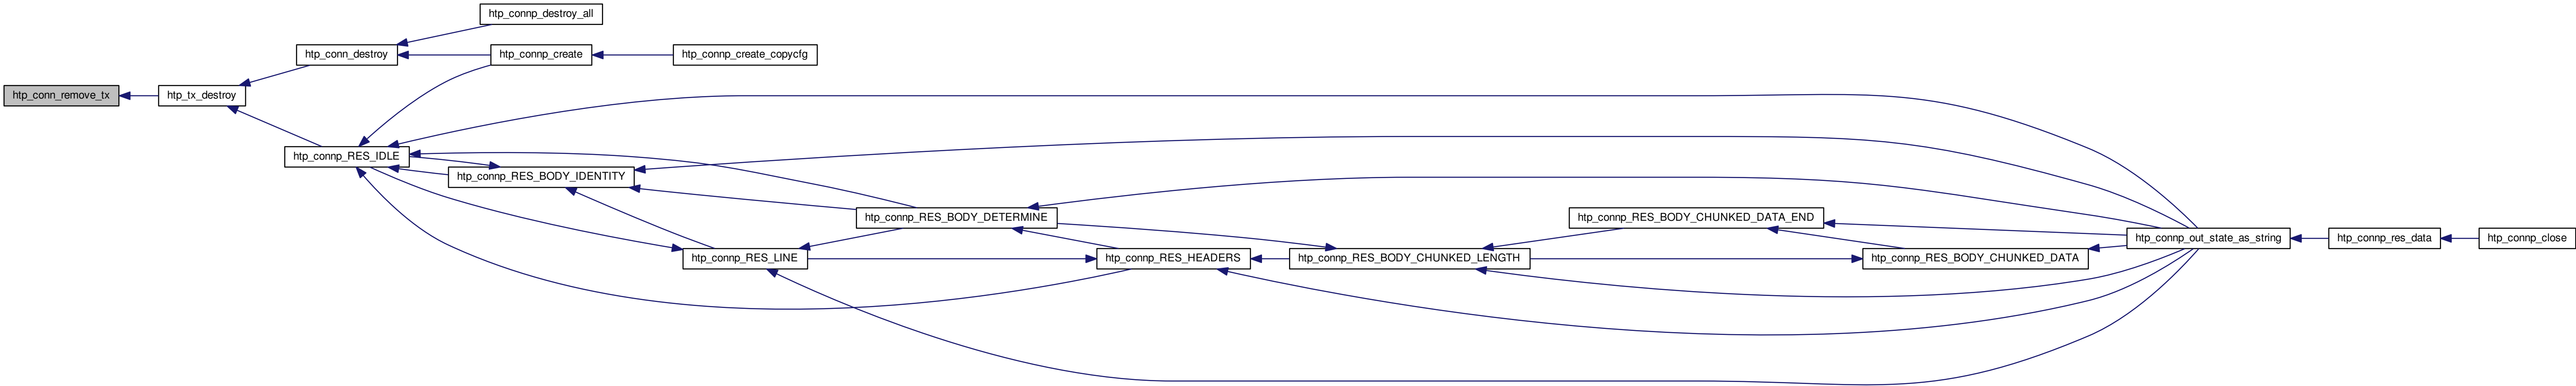 htp_connp_destroy_all
htp_conn_destroy
htp_connp_create
htp_connp_create_copycfg
htp_conn_remove_tx
htp_tx_destroy
htp_connp_RES_IDLE
htp_connp_RES_BODY_IDENTITY
htp_connp_RES_BODY_DETERMINE
htp_connp_RES_BODY_CHUNKED_DATA_END
htp_connp_out_state_as_string
htp_connp_res_data
htp_connp_close
htp_connp_RES_LINE
htp_connp_RES_HEADERS
htp_connp_RES_BODY_CHUNKED_LENGTH
htp_connp_RES_BODY_CHUNKED_DATA